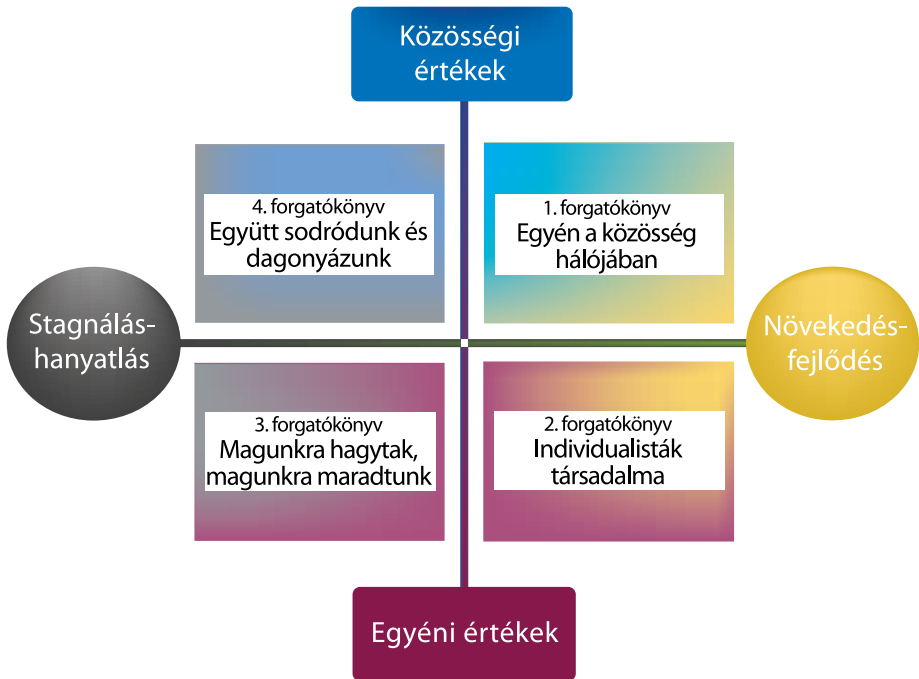 Közösségi
értékek
4. forgatókönyv
Együtt sodródunk és
dagonyázunk
1. forgatókönyv
Egyén a közösség
hálójában
Stagnálás-
hanyatlás
Növekedés-
fejlődés
3. forgatókönyv
Magunkra hagytak,
magunkra maradtunk
2. forgatókönyv
Individualisták
társadalma
Egyéni értékek